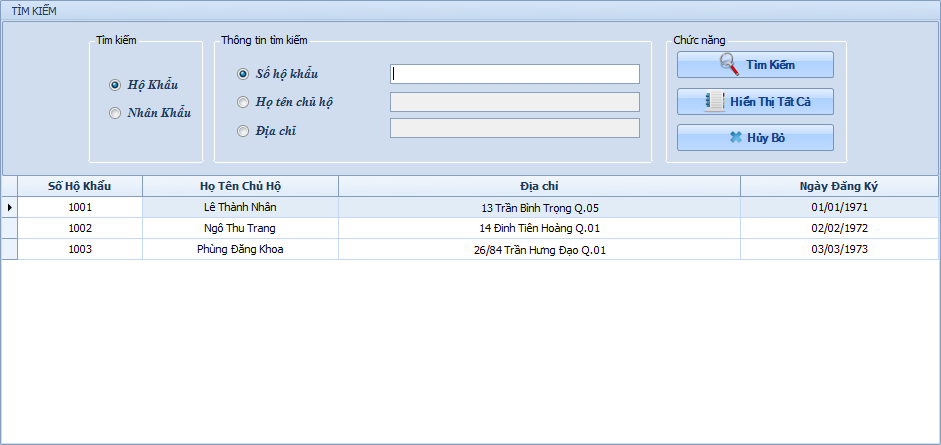 TÌM KIẾM
Tìm kiếm
Hộ Khẩu
Nhân Khẩu
Thông tin tìm kiếm
Số hộ khẩu
Họ tên chủ hộ
Địa chỉ
Chức năng
Tìm Kiếm
Hiển Thị Tất Cả
Hủy Bỏ
Số Hộ Khẩu Họ Tên Chủ Hộ Địa chỉ Ngày Đăng Ký
1001 Lê Thành Nhân 13 Trần Bình Trọng Q.05 01/01/1971
1002 Ngô Thu Trang 14 Đinh Tiên Hoàng Q.01 02/02/1972
1003 Phùng Đăng Khoa 26/84 Trần Hưng Đạo Q.01 03/03/1973